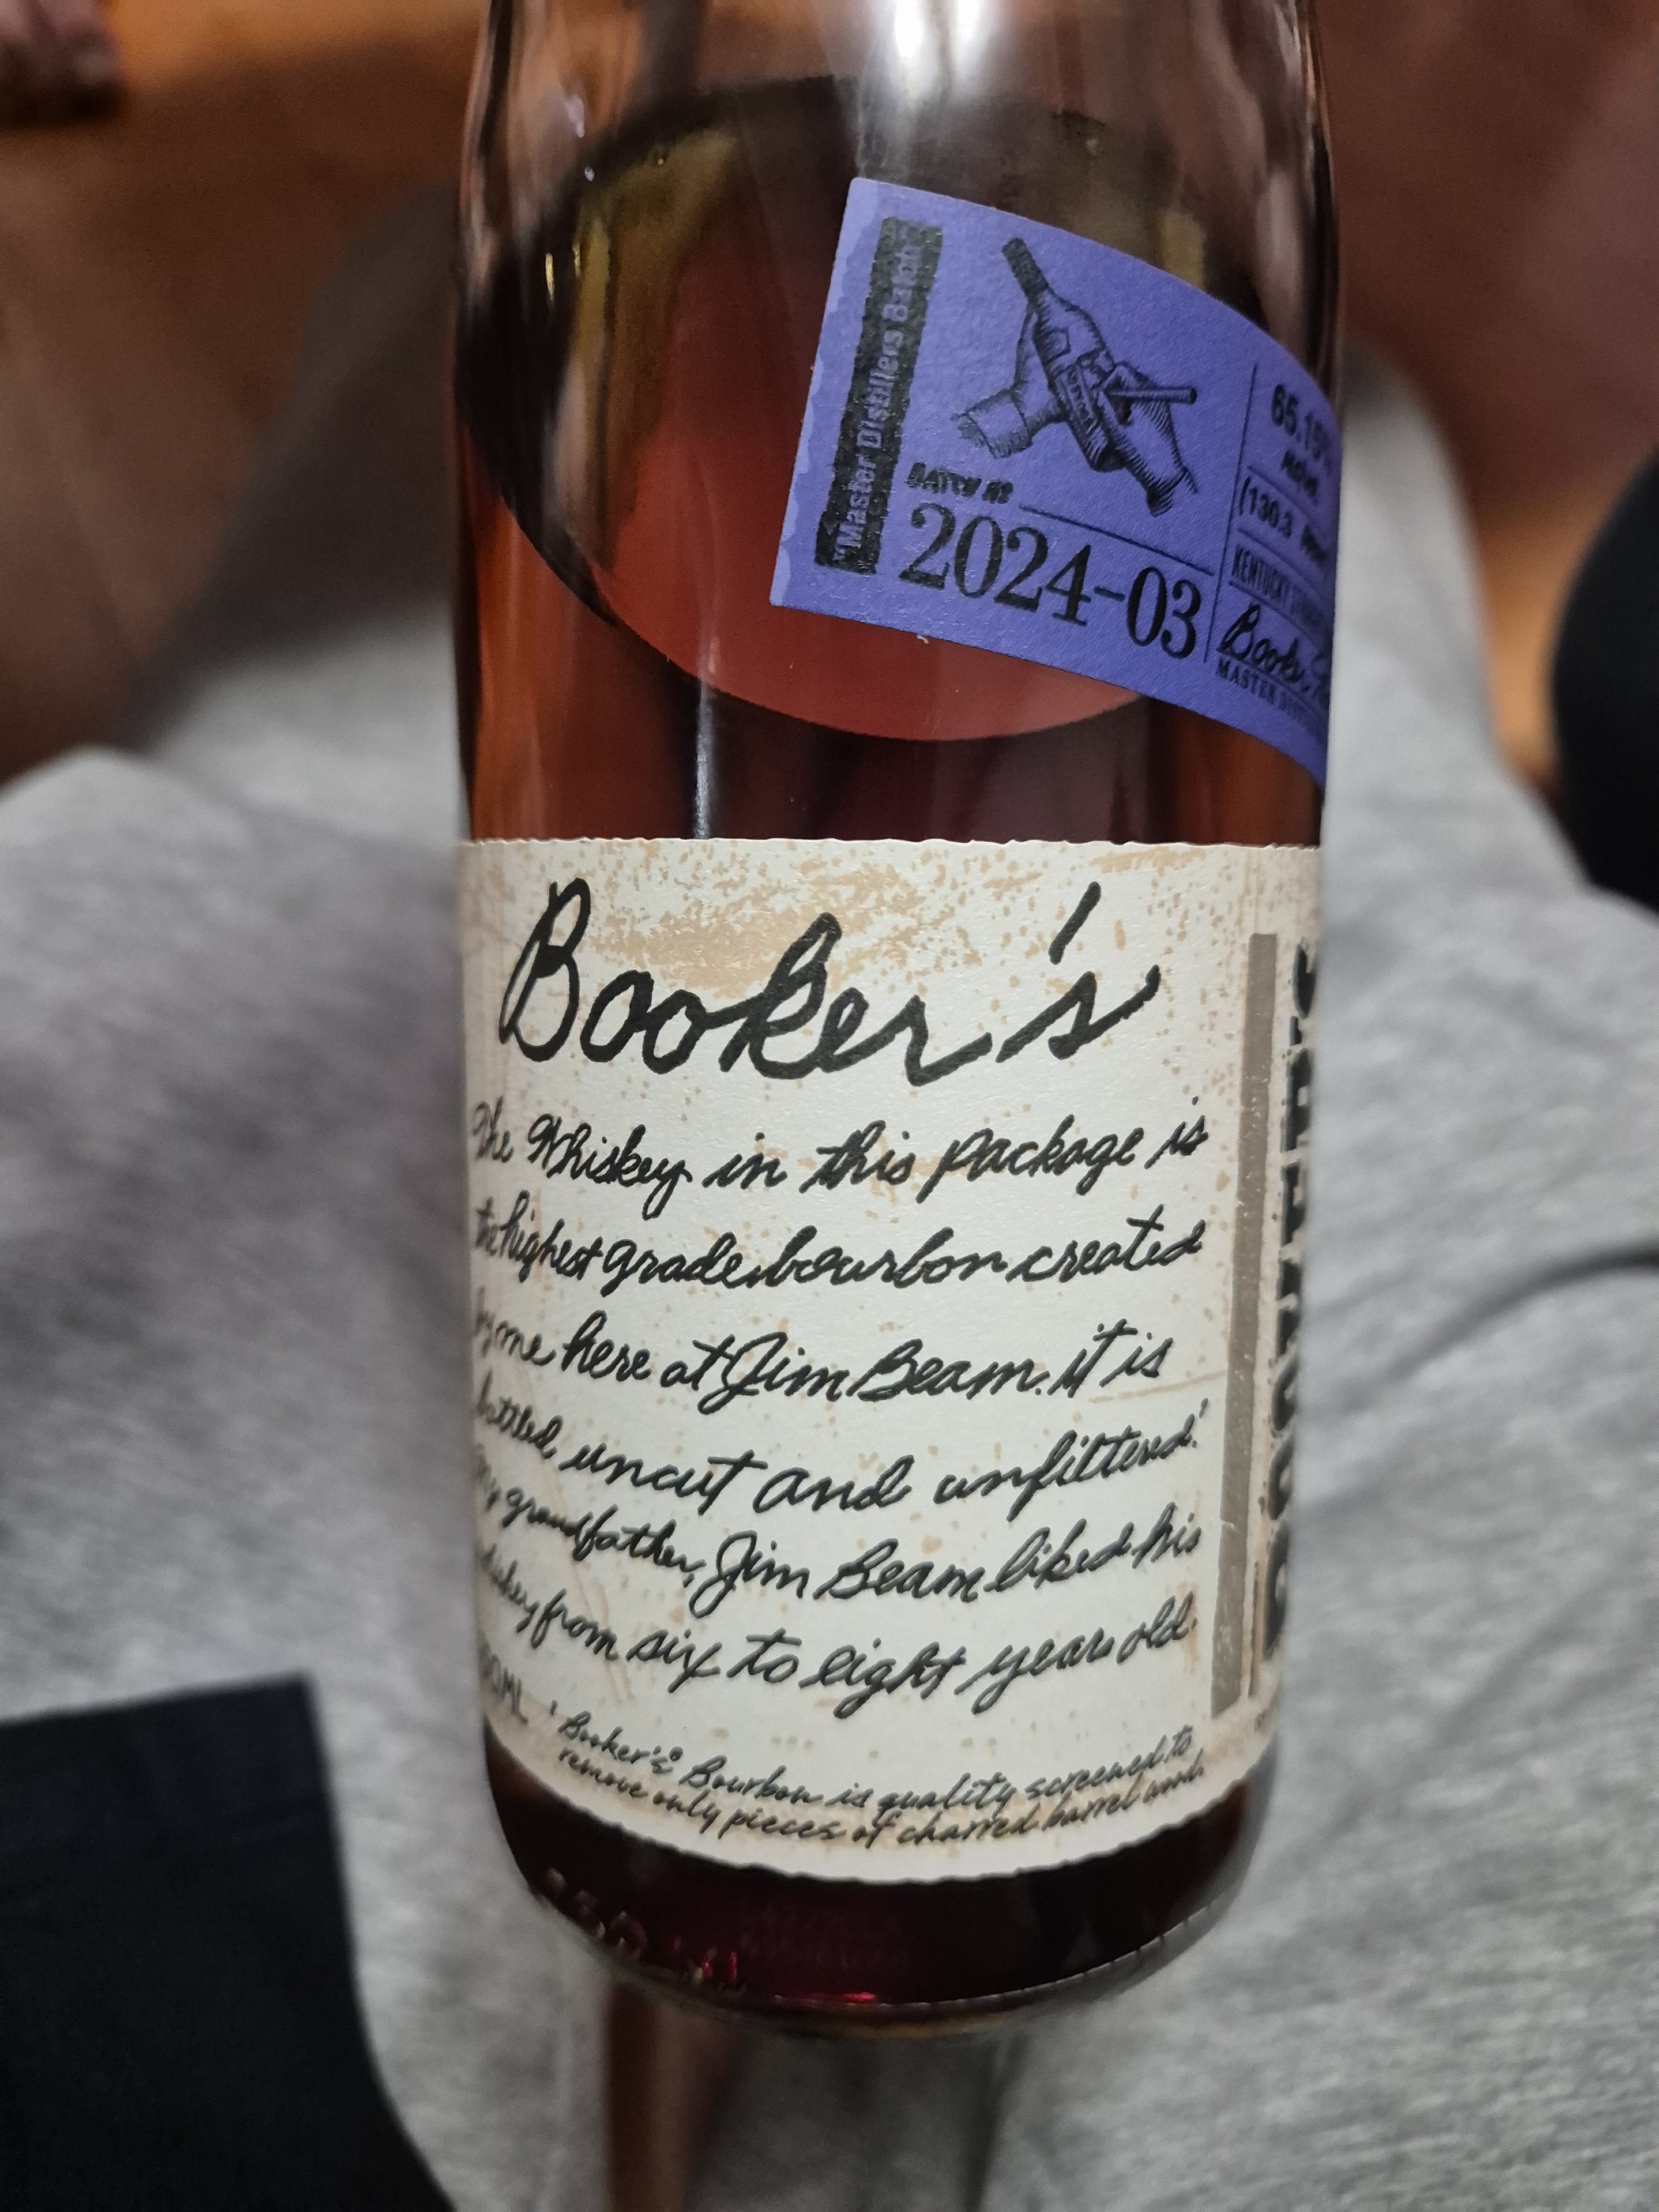 "Master Distillers Batch"
BATCH No
2024-03
65.15%
(130.3
KENTUCKY
Booker
MASTER
Booker's
The Whiskey in this package is
the highest grade bourbon created
by me here at Jim Beam. it is
bottled, uncut and unfiltered.'
My grandfather, Jim Beam liked his
whiskey from six to eight years old.
' Booker's® Bourbon is quality screened to
remove only pieces of charred barrel wood.